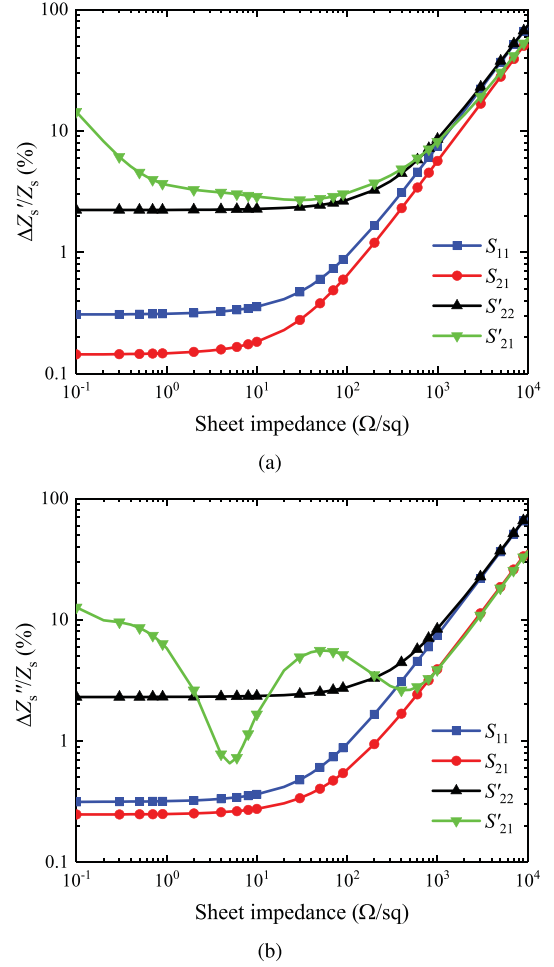 100
10
1
0.1
ΔZₛ′/Zₛ (%)
S₁₁
S₂₁
S′₂₂
S′₂₁
10⁻¹ 10⁰ 10¹ 10² 10³ 10⁴
Sheet impedance (Ω/sq)
(a)
100
10
1
0.1
ΔZₛ″/Zₛ (%)
S₁₁
S₂₁
S′₂₂
S′₂₁
10⁻¹ 10⁰ 10¹ 10² 10³ 10⁴
Sheet impedance (Ω/sq)
(b)